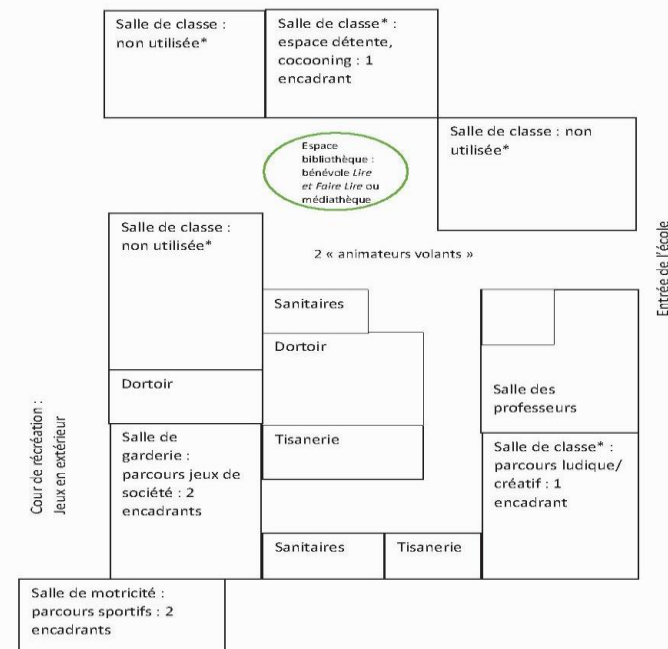 Salle de classe :
non utilisée*
Salle de classe* :
espace détente,
cocooning : 1
encadrant
Salle de classe : non
utilisée*
Espace
bibliothèque :
bénévole Lire
et Faire Lire ou
médiathèque
Salle de classe :
non utilisée*
2 « animateurs volants »
Entrée de l'école
Sanitaires
Dortoir
Dortoir
Salle des
professeurs
Cour de récréation :
Jeux en extérieur
Salle de
garderie :
parcours jeux de
société : 2
encadrants
Tisanerie
Salle de classe* :
parcours ludique/
créatif : 1
encadrant
Sanitaires
Tisanerie
Salle de motricité :
parcours sportifs : 2
encadrants